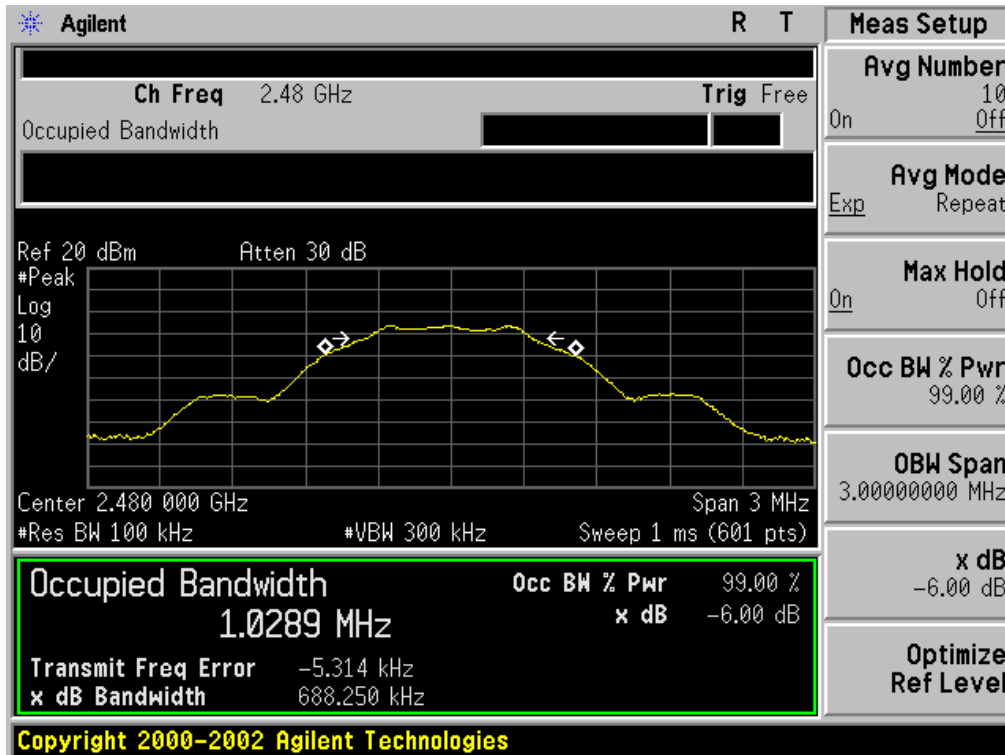 Agilent R T
Ch Freq 2.48 GHz Trig Free
Occupied Bandwidth
Ref 20 dBm Atten 30 dB
#Peak
Log
10
dB/
Center 2.480 000 GHz Span 3 MHz
#Res BW 100 kHz #VBW 300 kHz Sweep 1 ms (601 pts)
Occupied Bandwidth
1.0289 MHz
Occ BW % Pwr 99.00 %
x dB -6.00 dB
Transmit Freq Error -5.314 kHz
x dB Bandwidth 688.250 kHz
Copyright 2000-2002 Agilent Technologies
Meas Setup
Avg Number
10
On Off
Avg Mode
Exp Repeat
Max Hold
On Off
Occ BW % Pwr
99.00 %
OBW Span
3.00000000 MHz
x dB
-6.00 dB
Optimize
Ref Level